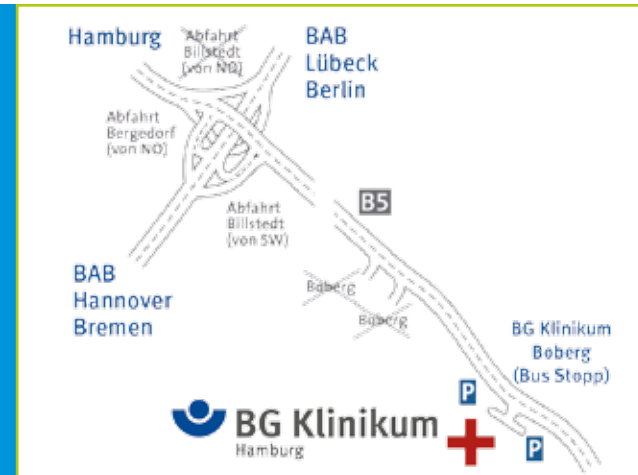 Hamburg
Abfahrt
Billstedt
(von NO)
BAB
Lübeck
Berlin
Abfahrt
Bergedorf
(von NO)
Abfahrt
Billstedt
(von SW)
B5
BAB
Hannover
Bremen
Boberg
Boberg
BG Klinikum
Boberg
(Bus Stopp)
P
BG Klinikum
Hamburg
P